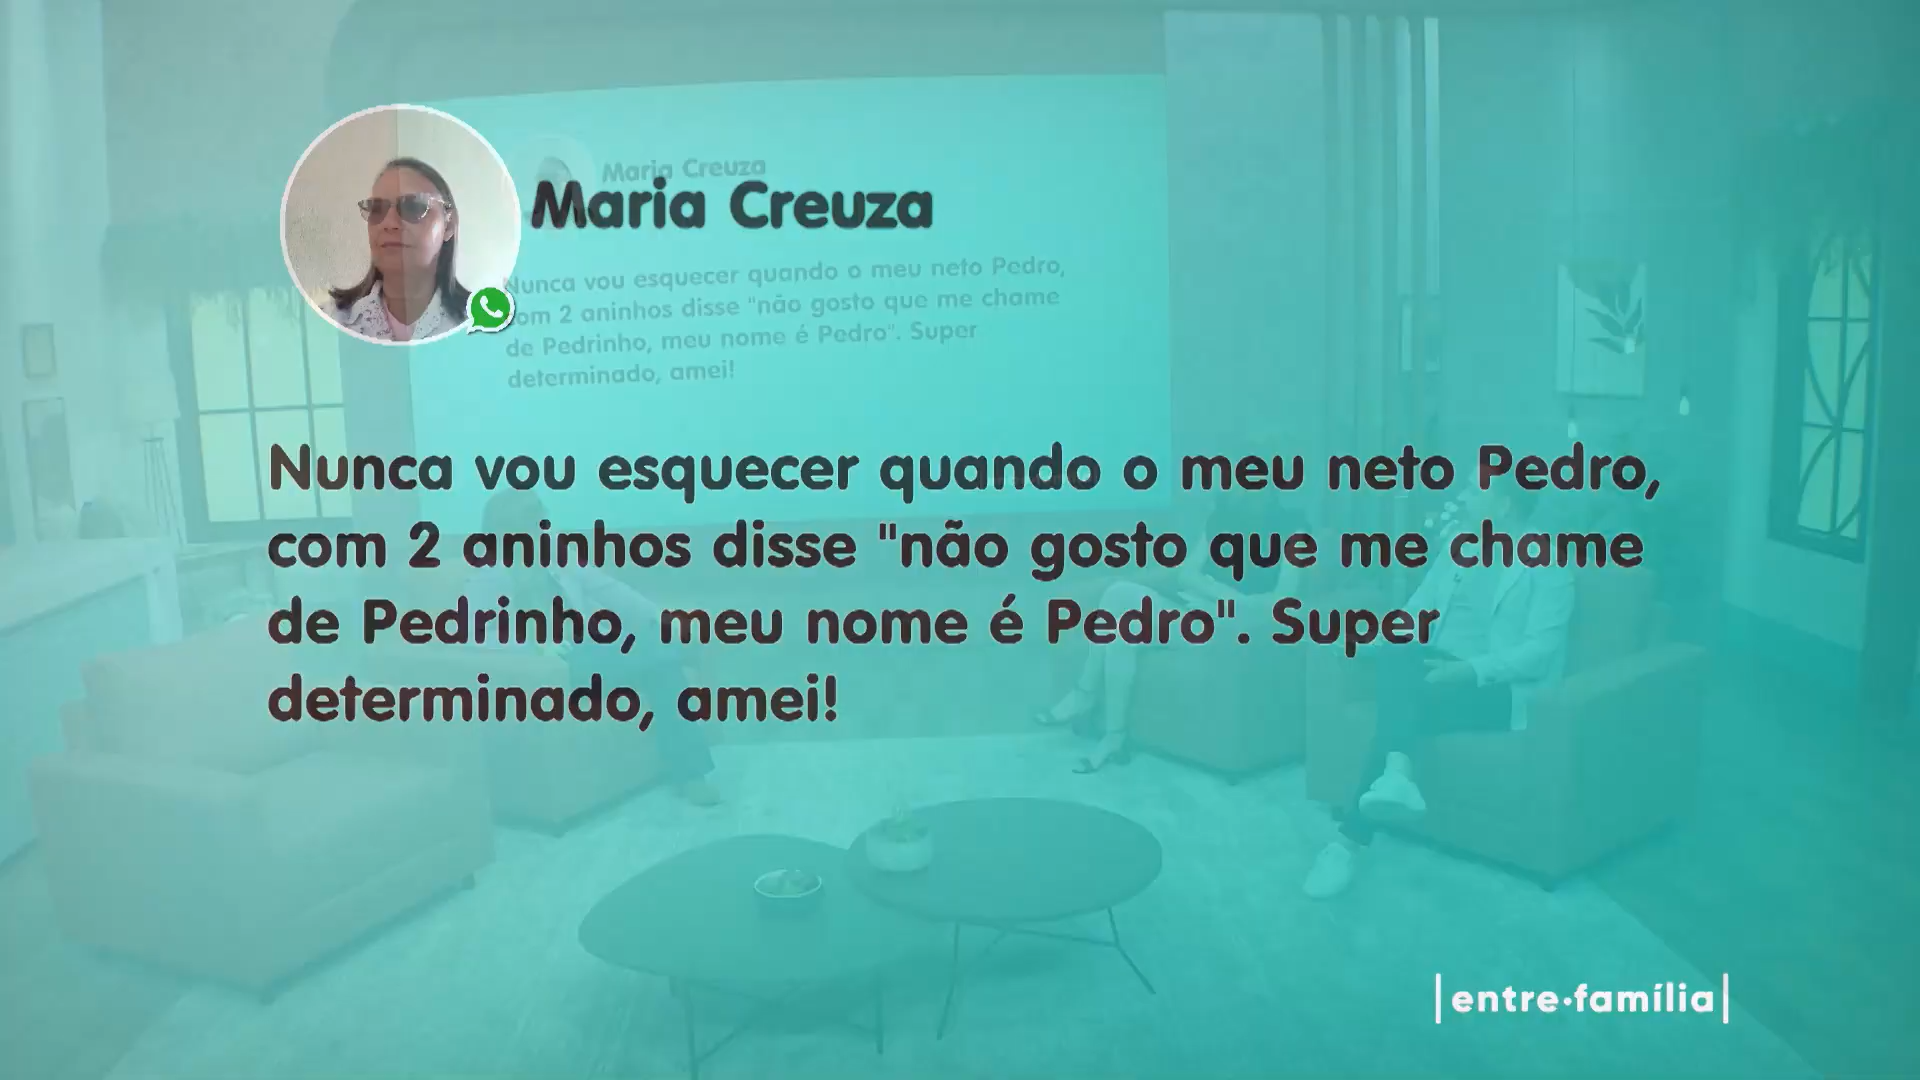 Maria Creuza
Maria Creuza
Nunca vou esquecer quando o meu neto Pedro,
com 2 aninhos disse "não gosto que me chame
de Pedrinho, meu nome é Pedro". Super
determinado, amei!
Nunca vou esquecer quando o meu neto Pedro,
com 2 aninhos disse "não gosto que me chame
de Pedrinho, meu nome é Pedro". Super
determinado, amei!
|entre•família|